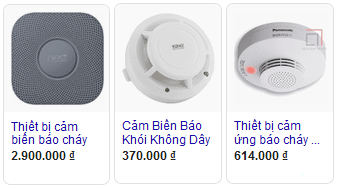 Thiết bị cảm
biến báo cháy
2.900.000 ₫
Cảm Biến Báo
Khói Không Dây
370.000 ₫
Panasonic
Thiết bị cảm
ứng báo cháy ...
614.000 ₫